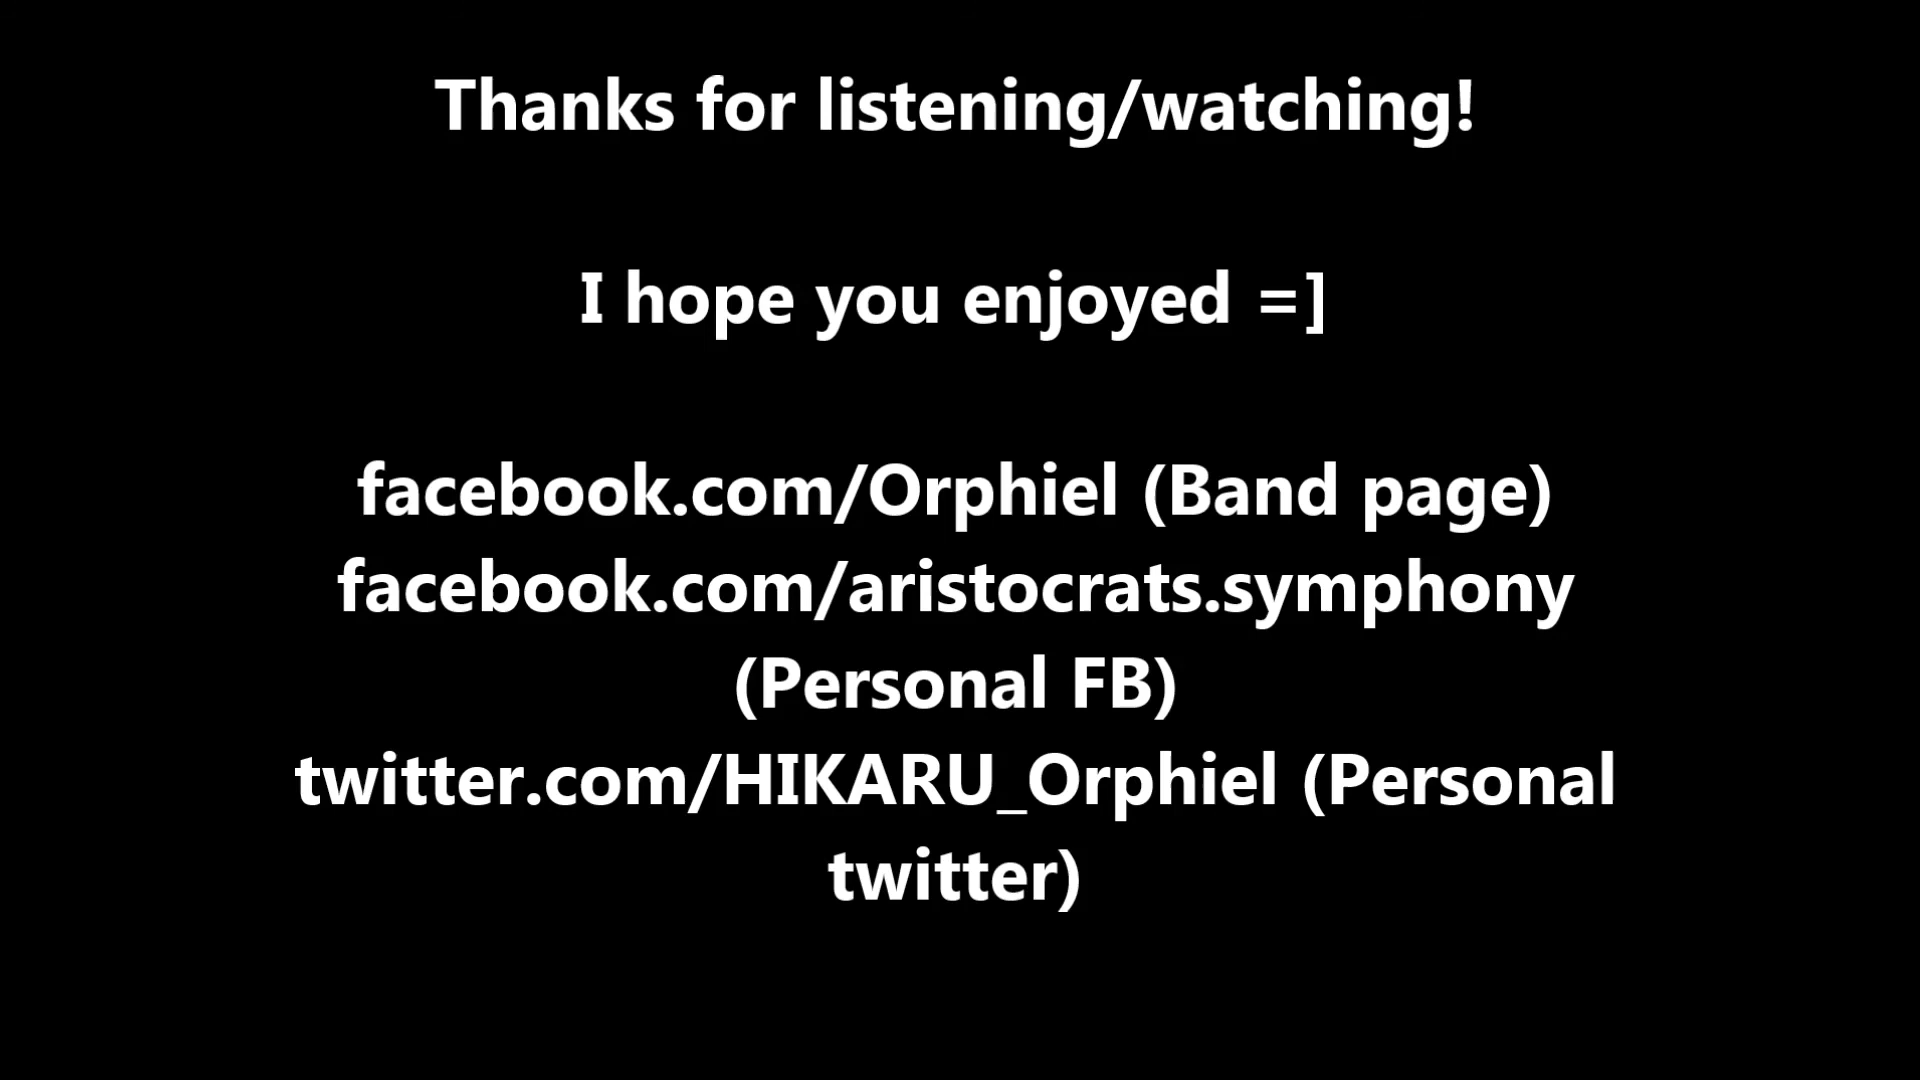 Thanks for listening/watching!
I hope you enjoyed =]
facebook.com/Orphiel (Band page)
facebook.com/aristocrats.symphony
(Personal FB)
twitter.com/HIKARU_Orphiel (Personal
twitter)